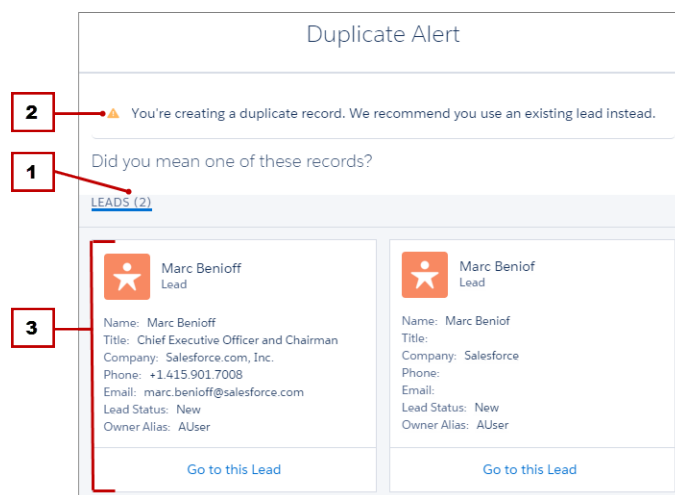 Duplicate Alert
2
You're creating a duplicate record. We recommend you use an existing lead instead.
Did you mean one of these records?
1
LEADS (2)
Marc Benioff
Lead
Name: Marc Benioff
Title: Chief Executive Officer and Chairman
Company: Salesforce.com, Inc.
Phone: +1.415.901.7008
Email: marc.benioff@salesforce.com
Lead Status: New
Owner Alias: AUser
Go to this Lead
3
Marc Beniof
Lead
Name: Marc Beniof
Title:
Company: Salesforce
Phone:
Email:
Lead Status: New
Owner Alias: AUser
Go to this Lead